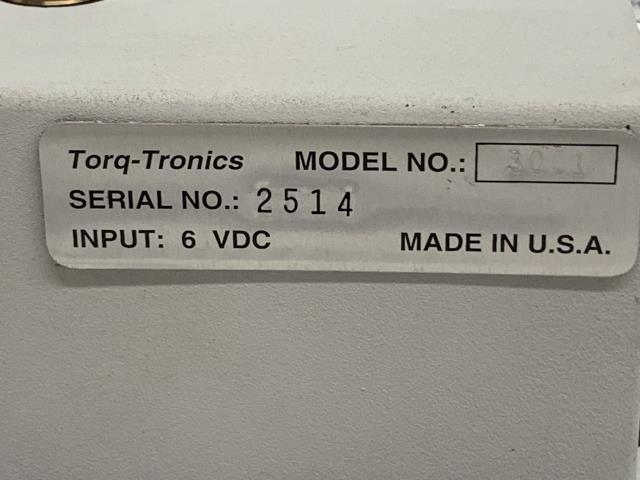 Torq-Tronics MODEL NO.:
SERIAL NO.: 2514
INPUT: 6 VDC MADE IN U.S.A.